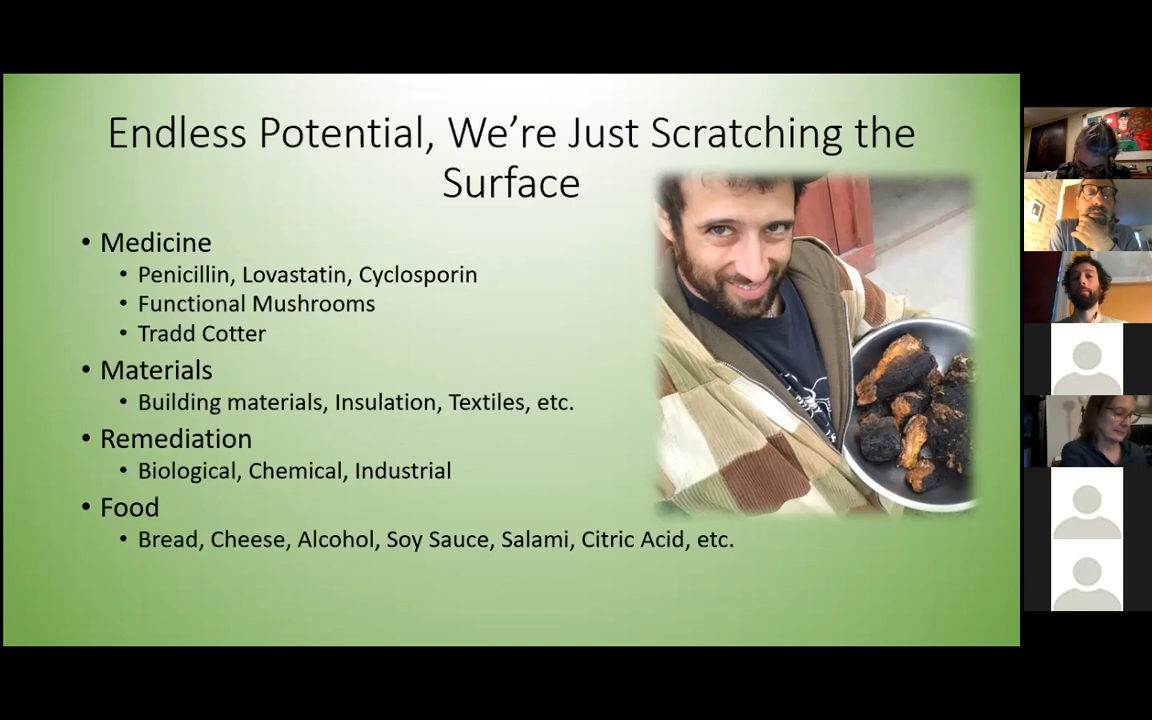 Endless Potential, We’re Just Scratching the
Surface
• Medicine
• Penicillin, Lovastatin, Cyclosporin
• Functional Mushrooms
• Tradd Cotter
• Materials
• Building materials, Insulation, Textiles, etc.
• Remediation
• Biological, Chemical, Industrial
• Food
• Bread, Cheese, Alcohol, Soy Sauce, Salami, Citric Acid, etc.